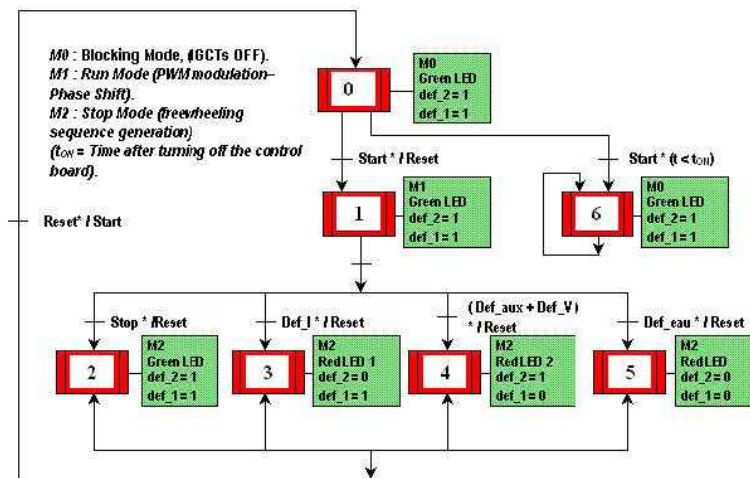 M0 : Blocking Mode, (IGCTs OFF).
M1 : Run Mode (PWM modulation–
Phase Shift).
M2 : Stop Mode (freewheeling
sequence generation)
(tON = Time after turning off the control
board).
0
M0
Green LED
def_2 = 1
def_1 = 1
Start * / Reset
Start * (t < tON)
1
M1
Green LED
def_2 = 1
def_1 = 1
6
M0
Green LED
def_2 = 1
def_1 = 1
Reset* / Start
Stop * /Reset
Def_I * / Reset
(Def_aux + Def_V)
* / Reset
Def_eau * / Reset
2
M2
Green LED
def_2 = 1
def_1 = 1
3
M2
Red LED 1
def_2 = 0
def_1 = 1
4
M2
Red LED 2
def_2 = 1
def_1 = 0
5
M2
Red LED
def_2 = 0
def_1 = 0